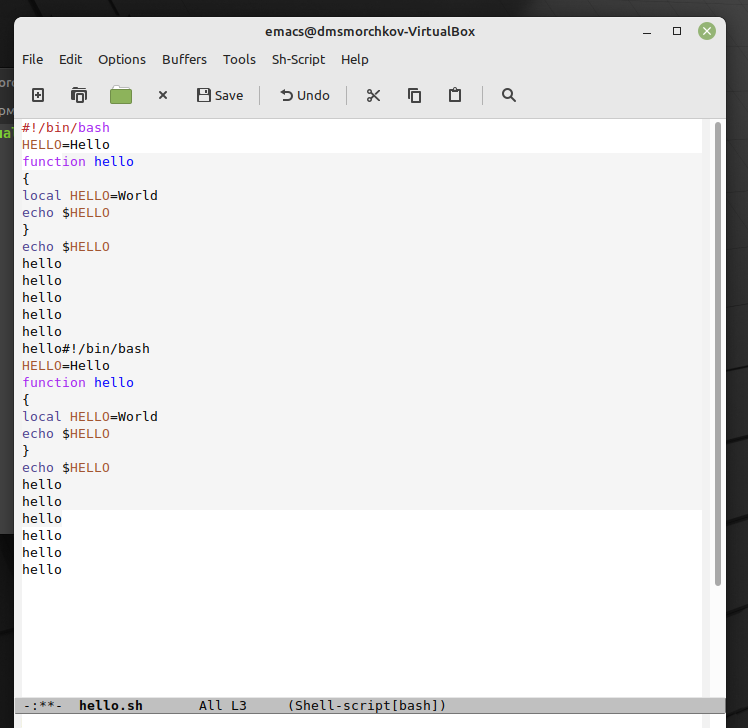 emacs@dmsmorchkov-VirtualBox
File Edit Options Buffers Tools Sh-Script Help
Save Undo
#!/bin/bash
HELLO=Hello
function hello
{
local HELLO=World
echo $HELLO
}
echo $HELLO
hello
hello
hello
hello
hello
hello#!/bin/bash
HELLO=Hello
function hello
{
local HELLO=World
echo $HELLO
}
echo $HELLO
hello
hello
hello
hello
hello
hello
-:**- hello.sh All L3 (Shell-script[bash])